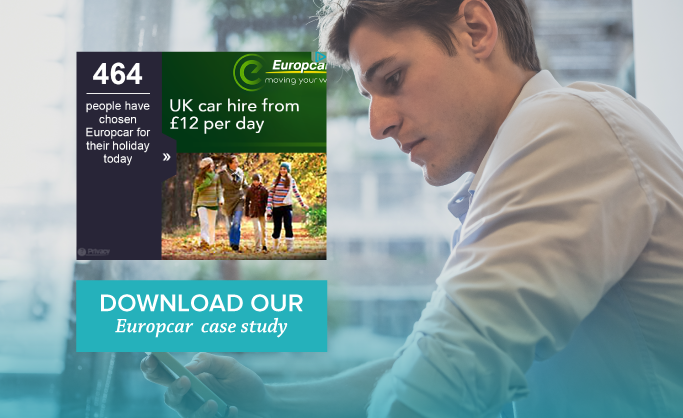 464
people have
chosen
Europcar for
their holiday
today
»
Europcar
moving your w
UK car hire from
£12 per day
Privacy
DOWNLOAD OUR
Europcar case study